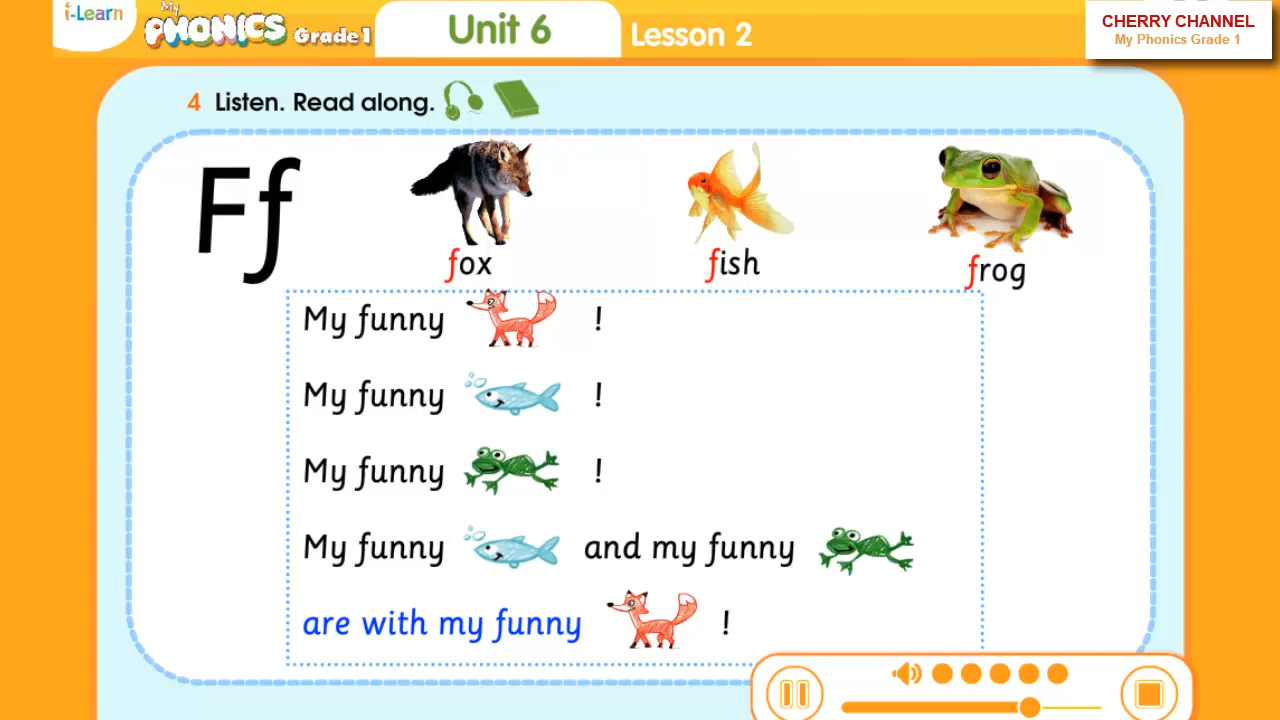 i-Learn
My
PHONICS Grade 1
Unit 6
Lesson 2
CHERRY CHANNEL
My Phonics Grade 1
4 Listen. Read along.
Ff
fox
fish
frog
My funny !
My funny !
My funny !
My funny and my funny
are with my funny !